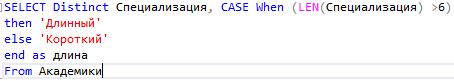 SELECT Distinct Специализация, CASE When (LEN(Специализация) >6)
then 'Длинный'
else 'Короткий'
end as длина
From Академики